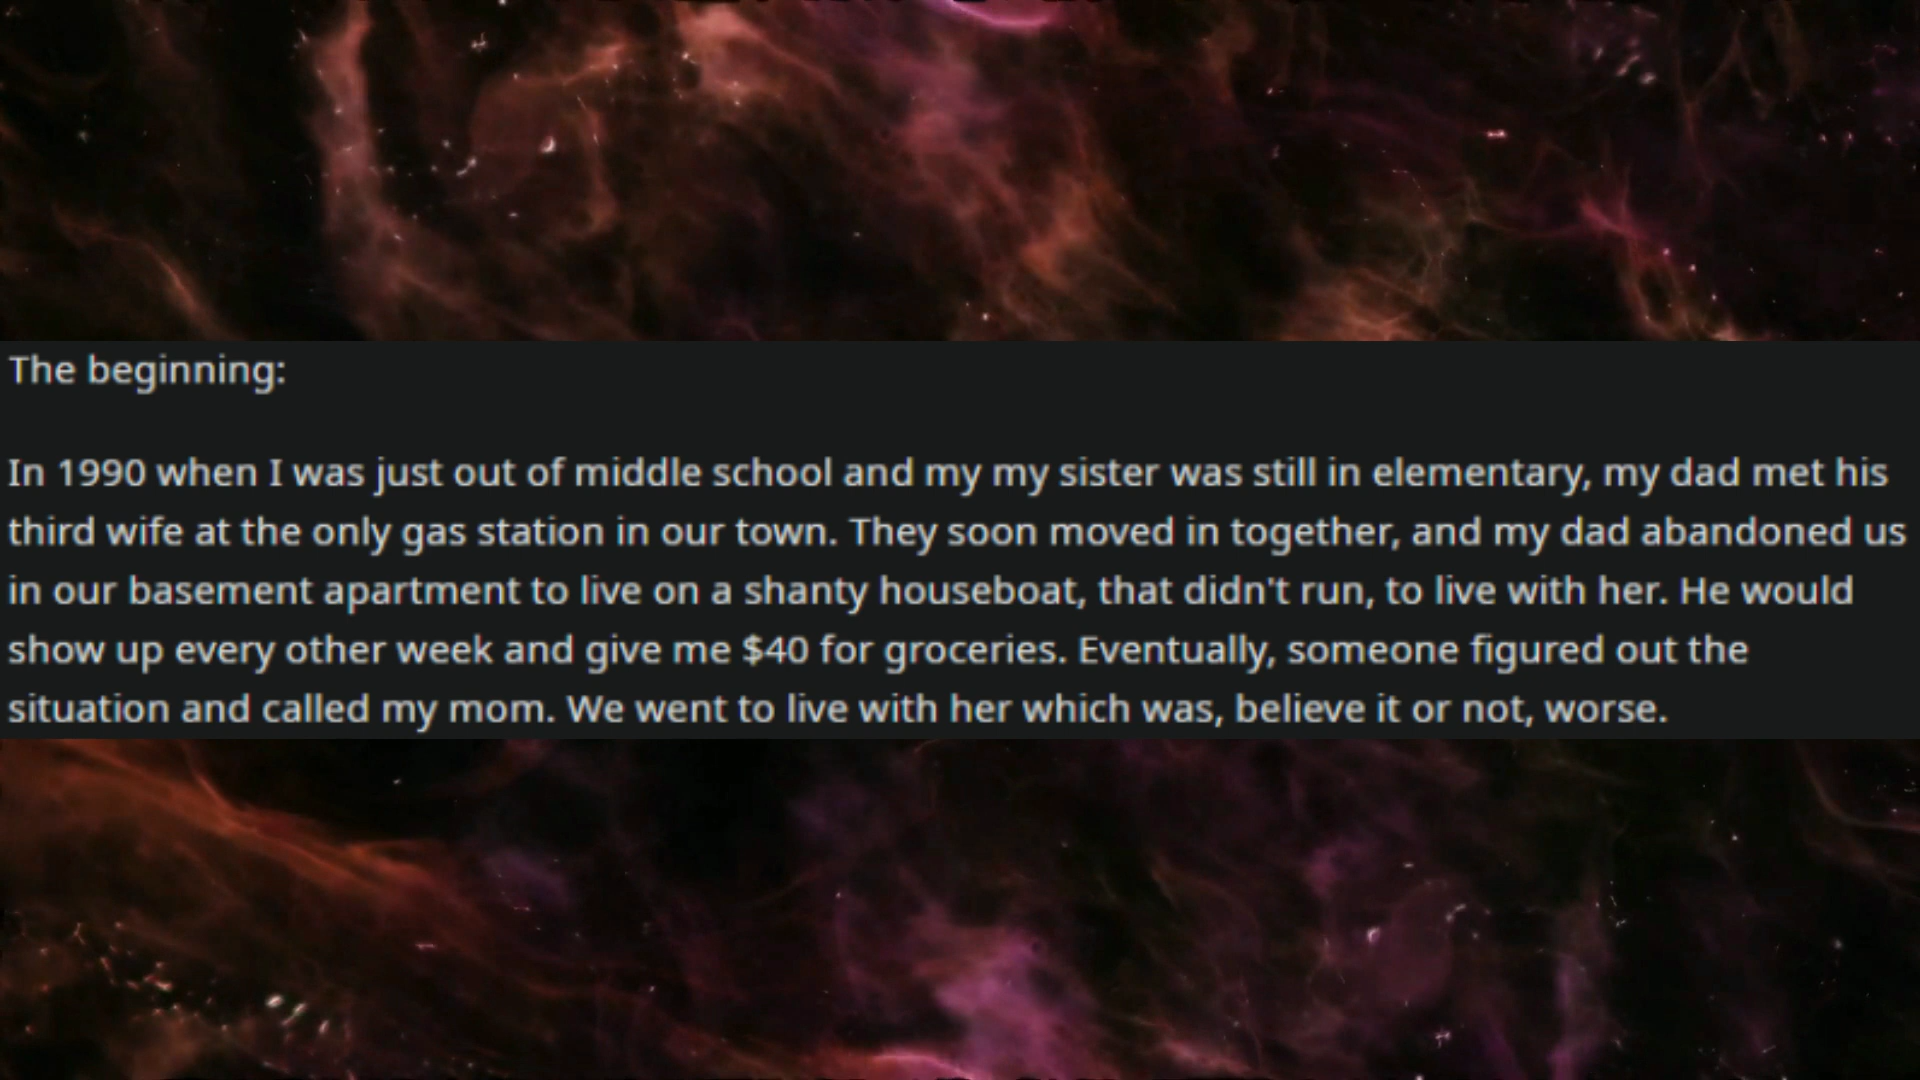 The beginning:
In 1990 when I was just out of middle school and my my sister was still in elementary, my dad met his
third wife at the only gas station in our town. They soon moved in together, and my dad abandoned us
in our basement apartment to live on a shanty houseboat, that didn't run, to live with her. He would
show up every other week and give me $40 for groceries. Eventually, someone figured out the
situation and called my mom. We went to live with her which was, believe it or not, worse.